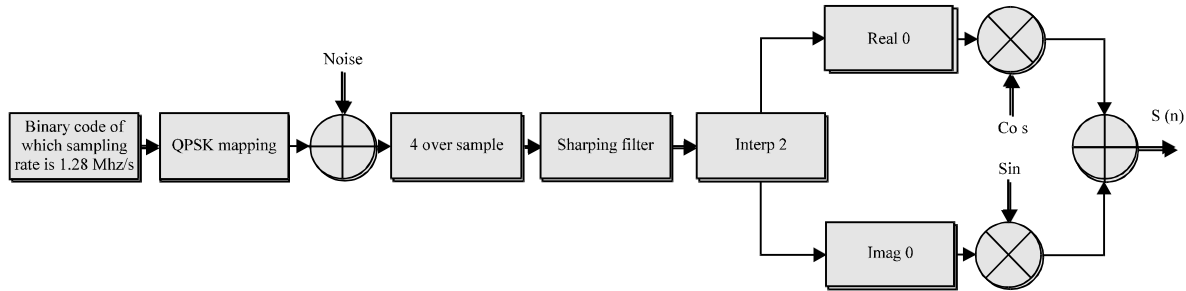 Noise
Binary code of
which sampling
rate is 1.28 Mhz/s
QPSK mapping
4 over sample
Sharping filter
Interp 2
Real 0
Co s
Sin
Imag 0
S (n)